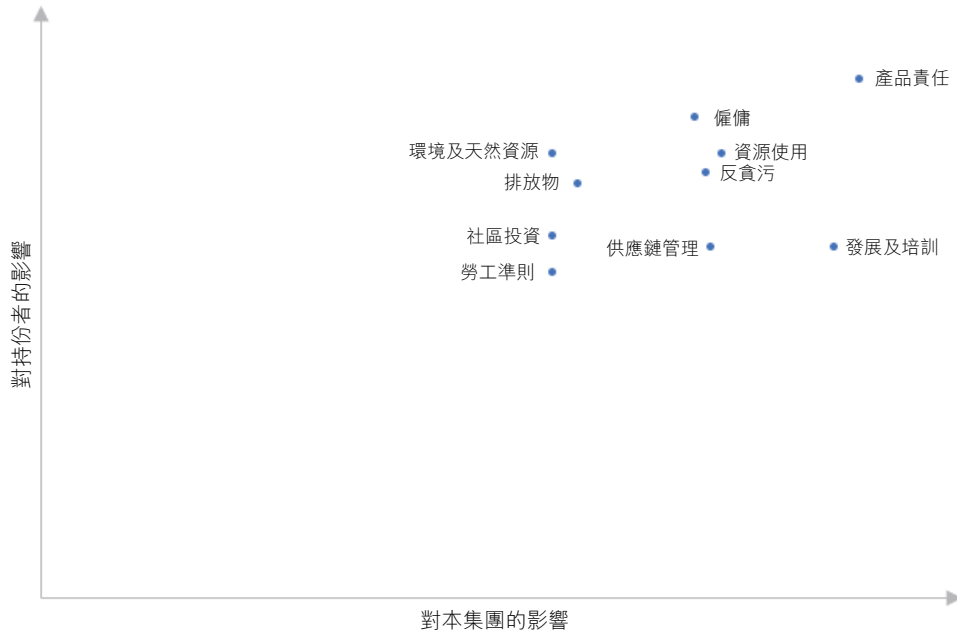 產品責任
僱傭
環境及天然資源
資源使用
反貪污
排放物
社區投資
供應鏈管理
發展及培訓
勞工準則
對持份者的影響
對本集團的影響